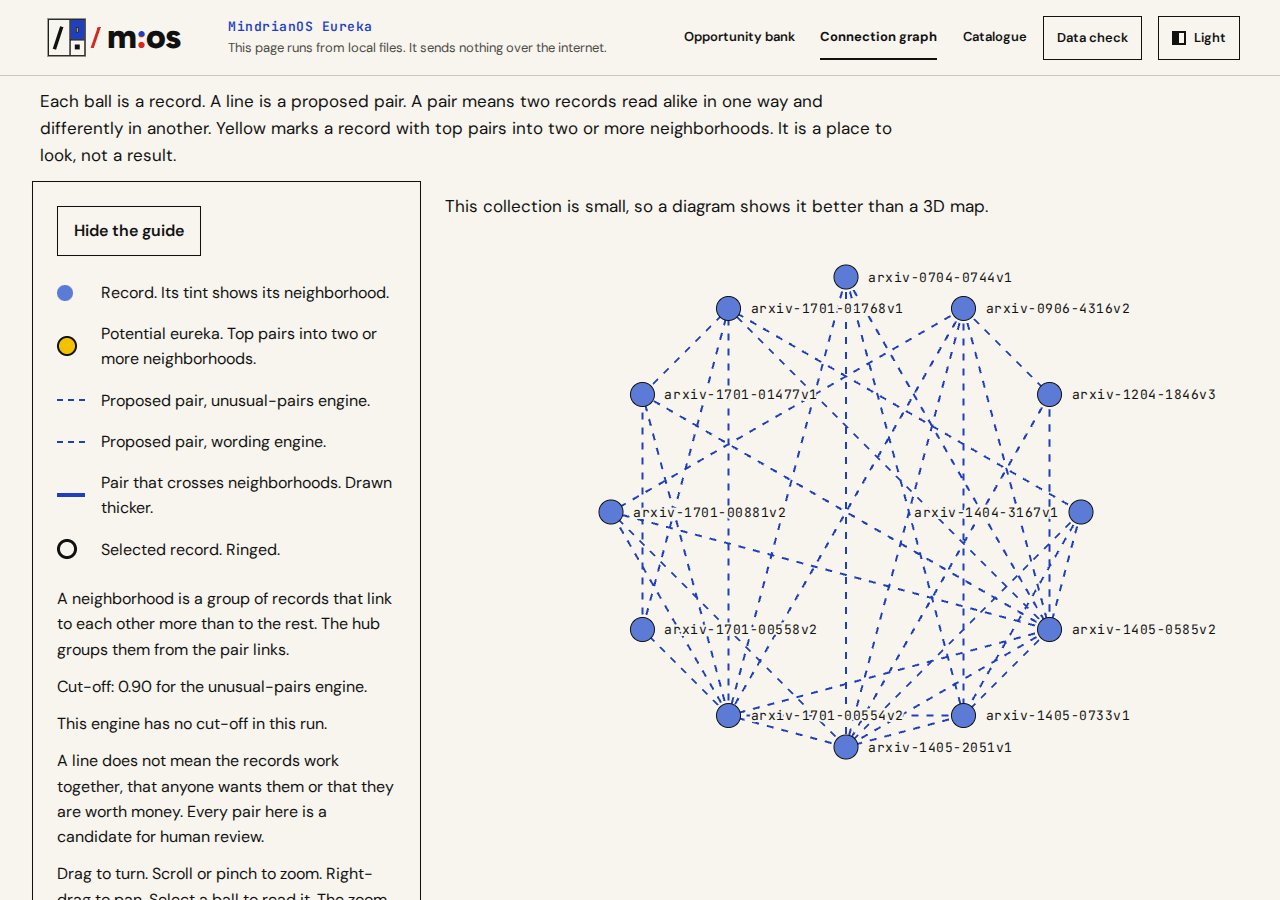 / m:os
MindrianOS Eureka
This page runs from local files. It sends nothing over the internet.
Opportunity bank
Connection graph
Catalogue
Data check
Light
Each ball is a record. A line is a proposed pair. A pair means two records read alike in one way and
differently in another. Yellow marks a record with top pairs into two or more neighborhoods. It is a place to
look, not a result.
Hide the guide
Record. Its tint shows its neighborhood.
Potential eureka. Top pairs into two or
more neighborhoods.
Proposed pair, unusual-pairs engine.
Proposed pair, wording engine.
Pair that crosses neighborhoods. Drawn
thicker.
Selected record. Ringed.
A neighborhood is a group of records that link
to each other more than to the rest. The hub
groups them from the pair links.
Cut-off: 0.90 for the unusual-pairs engine.
This engine has no cut-off in this run.
A line does not mean the records work
together, that anyone wants them or that they
are worth money. Every pair here is a
candidate for human review.
Drag to turn. Scroll or pinch to zoom. Right-
drag to pan. Select a ball to read it. The zoom
This collection is small, so a diagram shows it better than a 3D map.
arxiv-0704-0744v1
arxiv-1701-01768v1
arxiv-0906-4316v2
arxiv-1701-01477v1
arxiv-1204-1846v3
arxiv-1701-00881v2
arxiv-1404-3167v1
arxiv-1701-00558v2
arxiv-1405-0585v2
arxiv-1701-00554v2
arxiv-1405-0733v1
arxiv-1405-2051v1